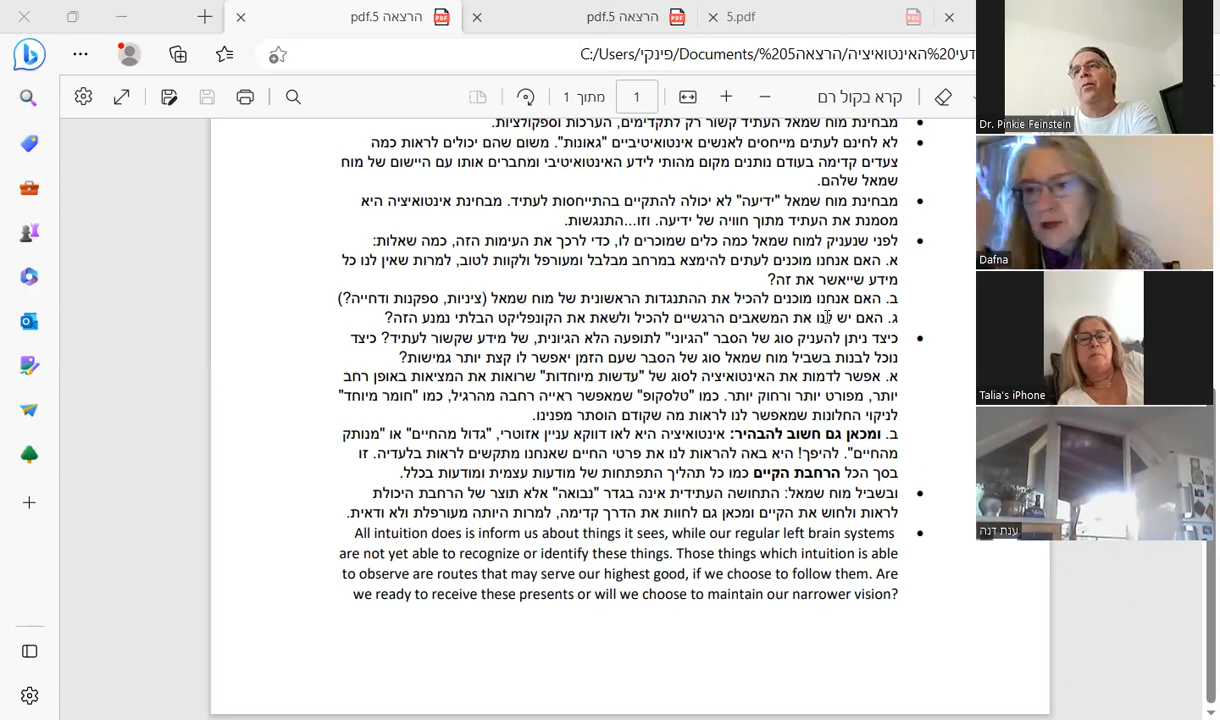 הרצאה 5.pdf
הרצאה 5.pdf
5.pdf
C:/Users/פינקי/Documents/%205הרצאה/דעי%20האינטואיציה
1 מתוך 1
קרא בקול רם
מבחינת מוח שמאל העתיד קשור רק לתקדימים, הערכות וספקולציות.
לא לחינם לעתים מייחסים לאנשים אינטואיטיביים "גאונות". משום שהם יכולים לראות כמה
צעדים קדימה בעודם נותנים מקום מהותי לידע האינטואיטיבי ומחברים אותו עם היישום של מוח
שמאל שלהם.
מבחינת מוח שמאל "ידיעה" לא יכולה להתקיים בהתייחסות לעתיד. מבחינת אינטואיציה היא
מסמנת את העתיד מתוך חוויה של ידיעה. וזו...התנגשות.
לפני שנעניק למוח שמאל כמה כלים שמוכרים לו, כדי לרכך את העימות הזה, כמה שאלות:
א. האם אנחנו מוכנים לעתים להימצא במרחב מבלבל ומעורפל ולקוות לטוב, למרות שאין לנו כל
מידע שייאשר את זה?
ב. האם אנחנו מוכנים להכיל את ההתנגדות הראשונית של מוח שמאל (ציניות, ספקנות ודחייה?)
ג. האם יש לנו את המשאבים הרגשיים להכיל ולשאת את הקונפליקט הבלתי נמנע הזה?
כיצד ניתן להעניק סוג של הסבר "הגיוני" לתופעה הלא הגיונית, של מידע שקשור לעתיד? כיצד
נוכל לבנות בשביל מוח שמאל סוג של הסבר שעם הזמן יאפשר לו קצת יותר גמישות?
א. אפשר לדמות את האינטואיציה לסוג של "עדשות מיוחדות" שרואות את המציאות באופן רחב
יותר, מפורט יותר ורחוק יותר. כמו "טלסקופ" שמאפשר ראייה רחבה מהרגיל, כמו "חומר מיוחד"
לניקוי החלונות שמאפשר לנו לראות מה שקודם הוסתר מפנינו.
ב. ומכאן גם חשוב להבהיר: אינטואיציה היא לאו דווקא עניין אזוטרי, "גדול מהחיים" או "מנותק
מהחיים". להיפך! היא באה להראות לנו את פרטי החיים שאנחנו מתקשים לראות בלעדיה. זו
בסך הכל הרחבת הקיים כמו כל תהליך התפתחות של מודעות עצמית ומודעות בכלל.
ובשביל מוח שמאל: התחושה העתידית אינה בגדר "נבואה" אלא תוצר של הרחבת היכולת
לראות ולחוש את הקיים ומכאן גם לחוות את הדרך קדימה, למרות היותה מעורפלת ולא ודאית.
All intuition does is inform us about things it sees, while our regular left brain systems
are not yet able to recognize or identify these things. Those things which intuition is able
to observe are routes that may serve our highest good, if we choose to follow them. Are
we ready to receive these presents or will we choose to maintain our narrower vision?
Dr. Pinkie Feinstein
Dafna
Talia's iPhone
ענת דנה